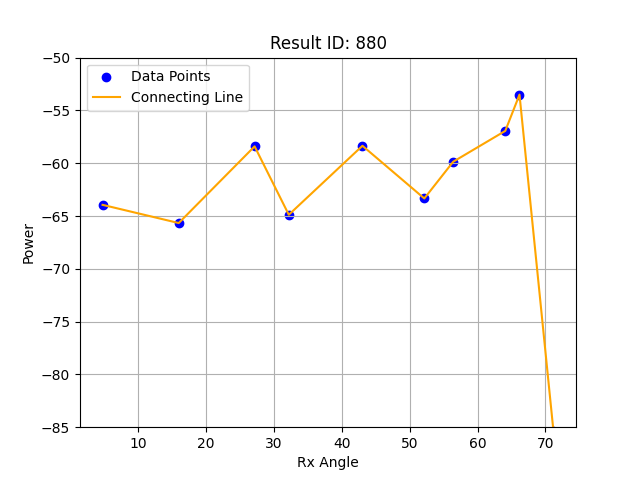 Result ID: 880
Data Points
Connecting Line
−50
−55
−60
−65
−70
−75
−80
−85
Power
10 20 30 40 50 60 70
Rx Angle